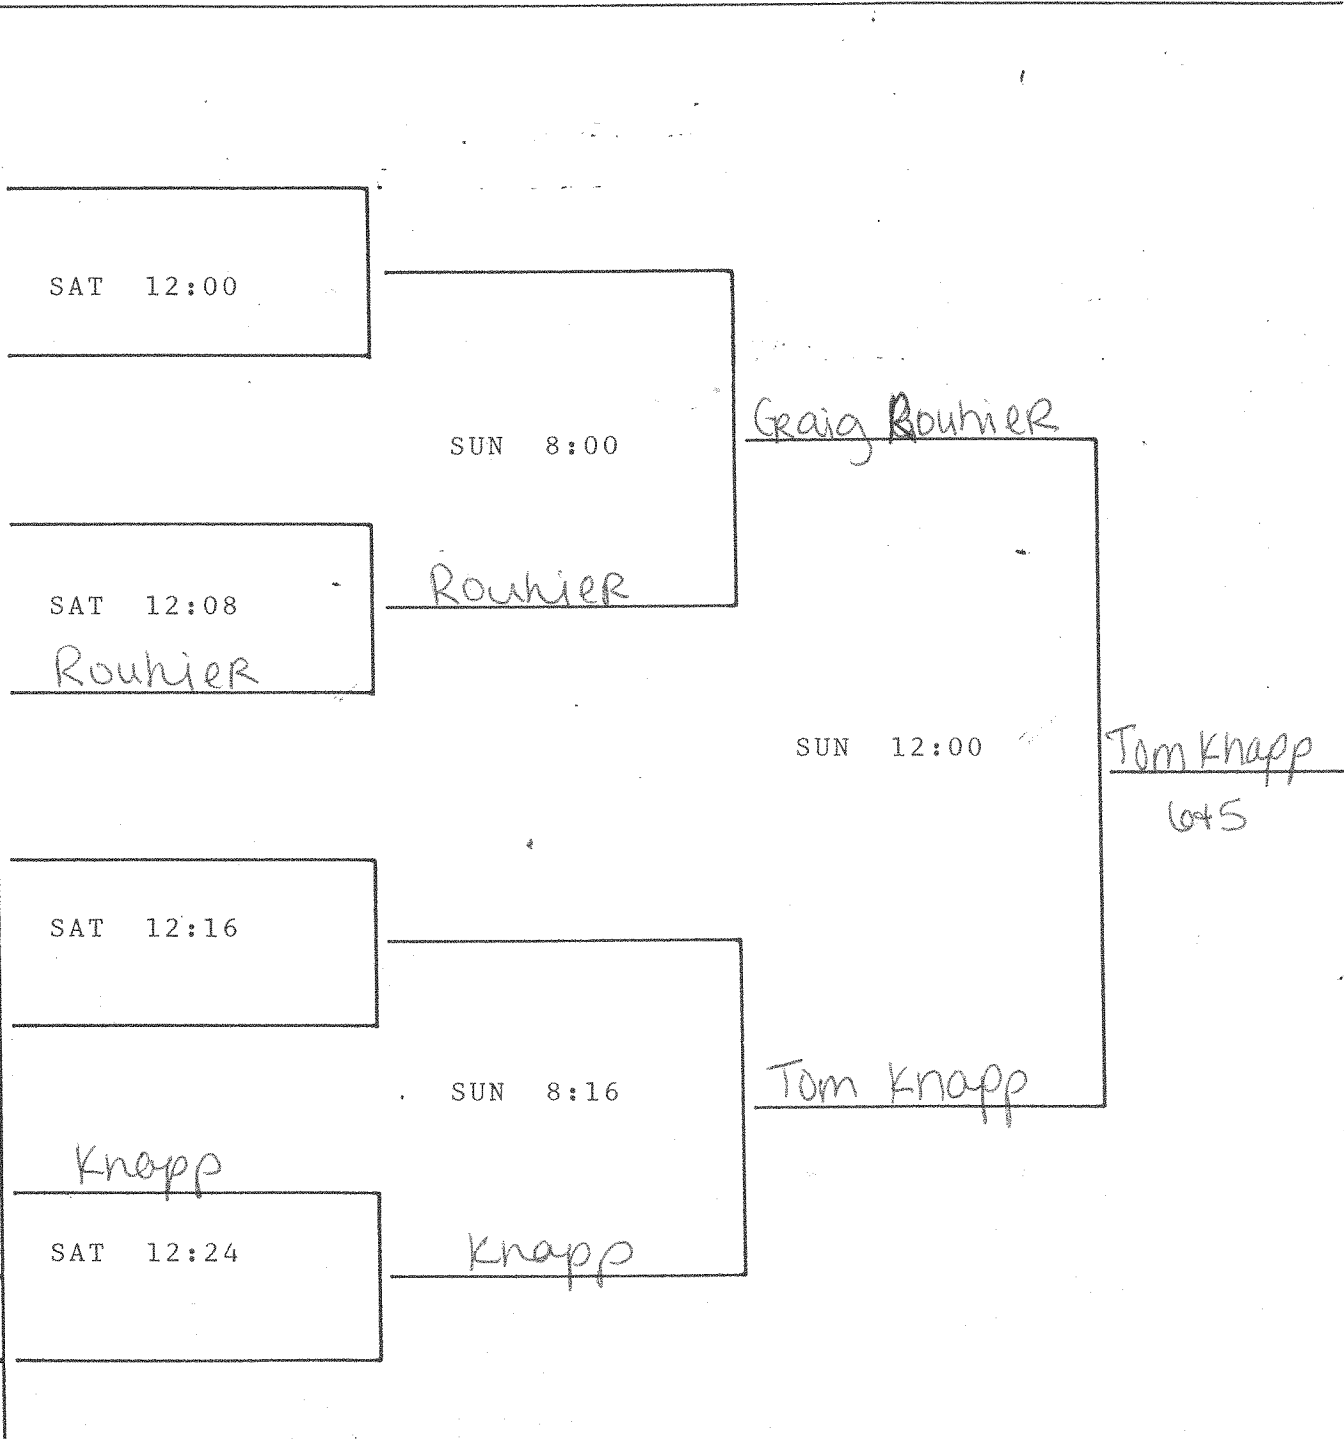 SAT 12:00
SUN 8:00
Craig Rouhier
SAT 12:08
Rouhier
Rouhier
SUN 12:00
Tom Knapp
6+5
SAT 12:16
SUN 8:16
Tom Knapp
Knapp
SAT 12:24
Knapp